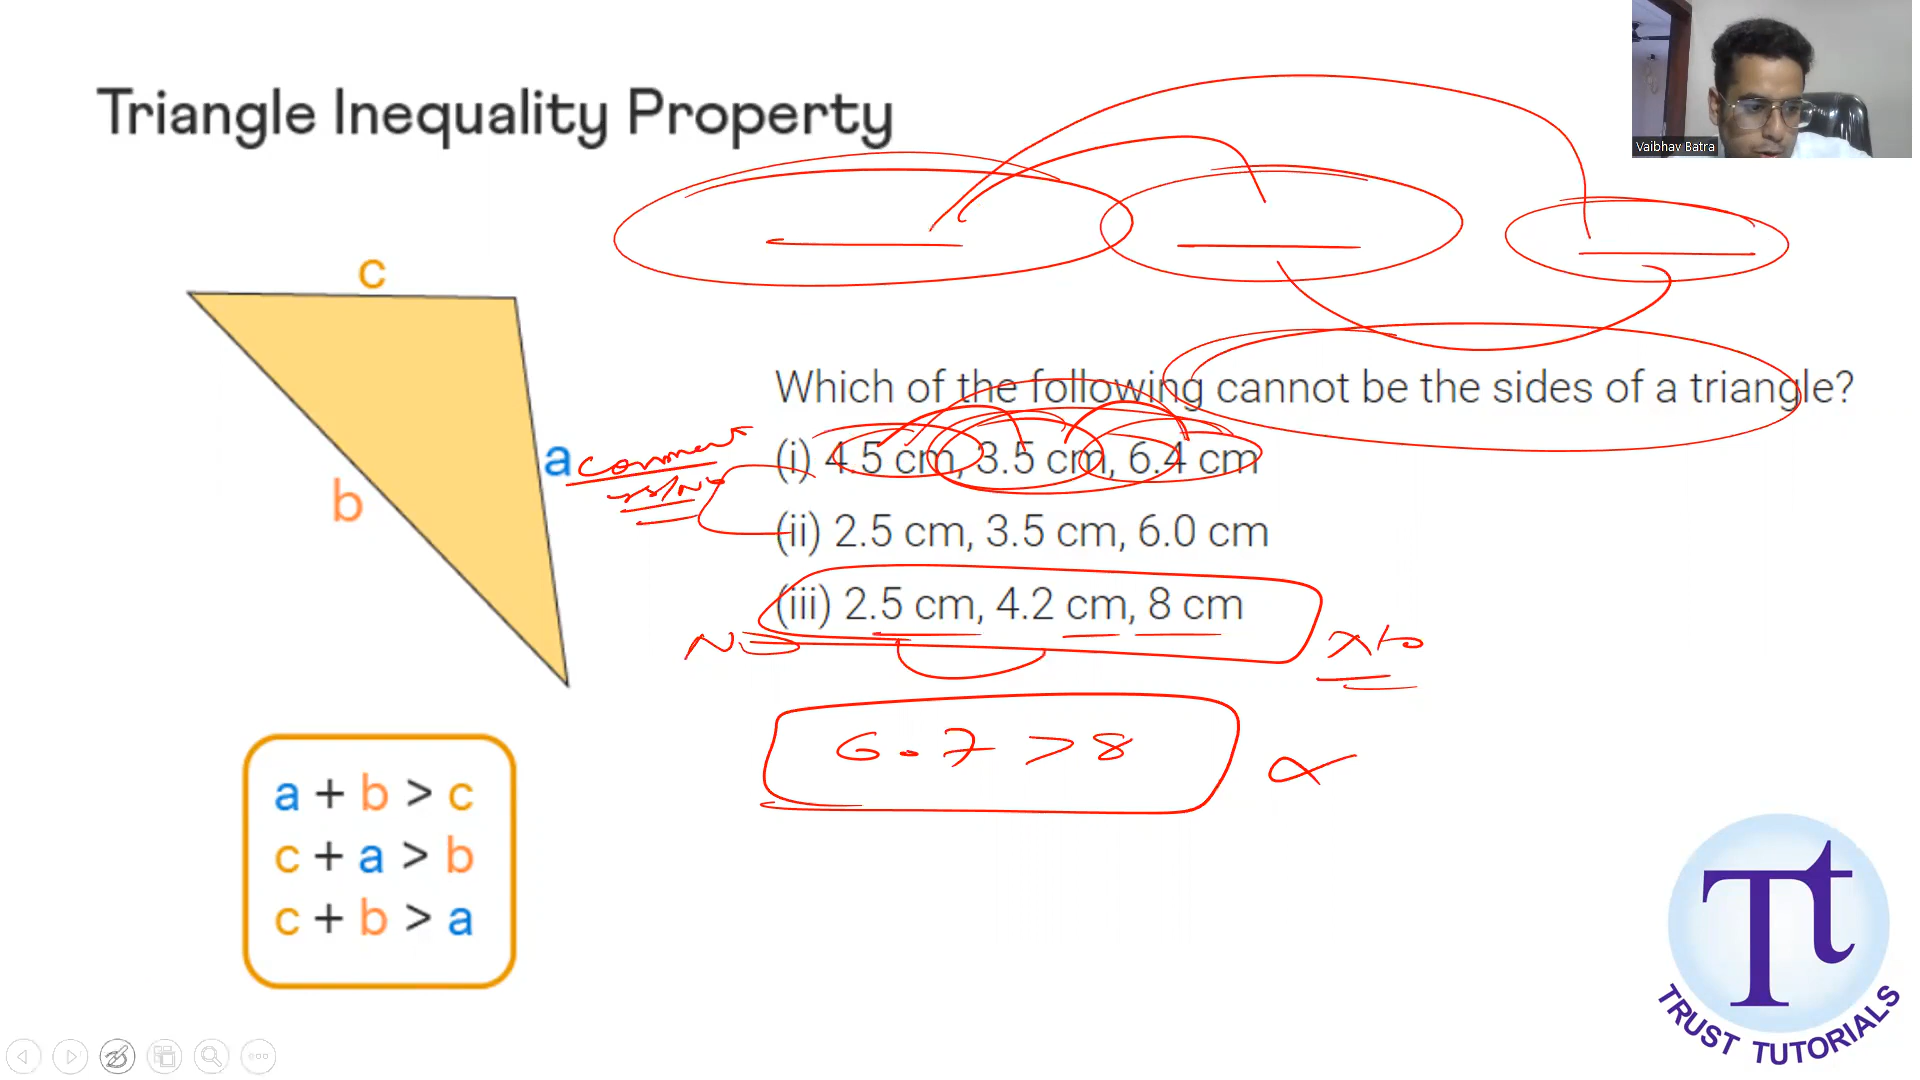 Vaibhav Batra
Triangle Inequality Property
c
a
b
Which of the following cannot be the sides of a triangle?
(i) 4.5 cm, 3.5 cm, 6.4 cm
(ii) 2.5 cm, 3.5 cm, 6.0 cm
(iii) 2.5 cm, 4.2 cm, 8 cm
comment
NO
6.7 > 8
a + b > c
c + a > b
c + b > a
Tt
TRUST TUTORIALS